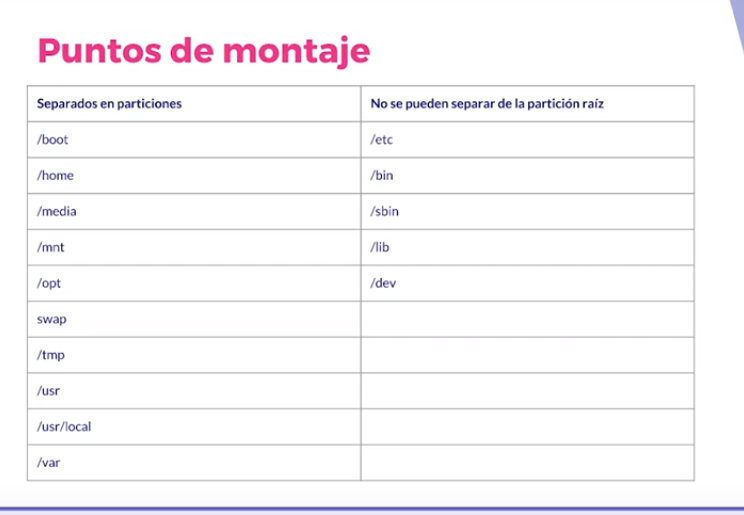 Puntos de montaje
Separados en particiones No se pueden separar de la partición raíz
/boot /etc
/home /bin
/media /sbin
/mnt /lib
/opt /dev
swap
/tmp
/usr
/usr/local
/var